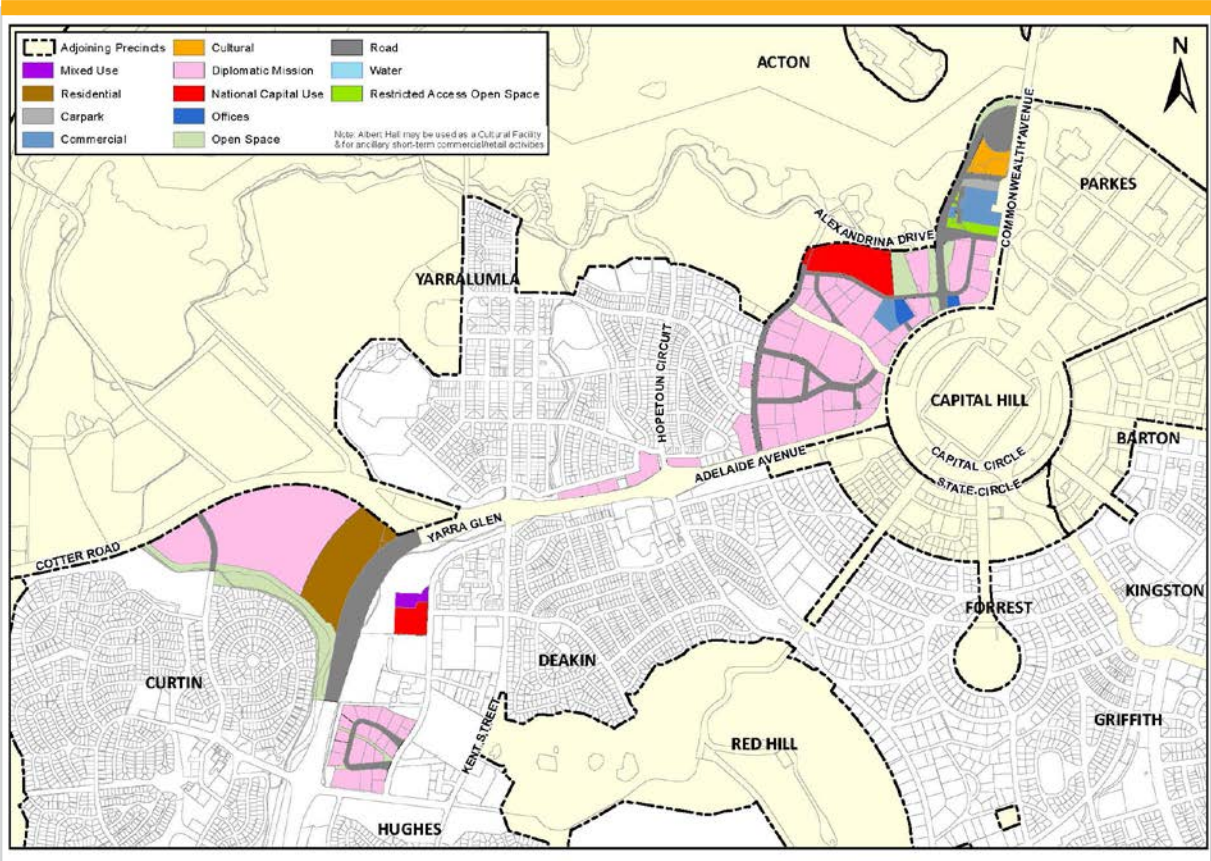 Adjoining Precincts
Mixed Use
Residential
Carpark
Commercial
Cultural
Diplomatic Mission
National Capital Use
Offices
Open Space
Road
Water
Restricted Access Open Space
Note: Albert Hall may be used as a Cultural Facility
& for ancillary short-term commercial/retail activities
N
ACTON
COMMONWEALTH AVENUE
PARKES
ALEXANDRINA DRIVE
YARRALUMLA
HOPETOUN CIRCUIT
CAPITAL HILL
BARTON
CAPITAL CIRCLE
ADELAIDE AVENUE
STATE CIRCLE
YARRA GLEN
COTTER ROAD
KINGSTON
FORREST
DEAKIN
CURTIN
GRIFFITH
KENT STREET
RED HILL
HUGHES